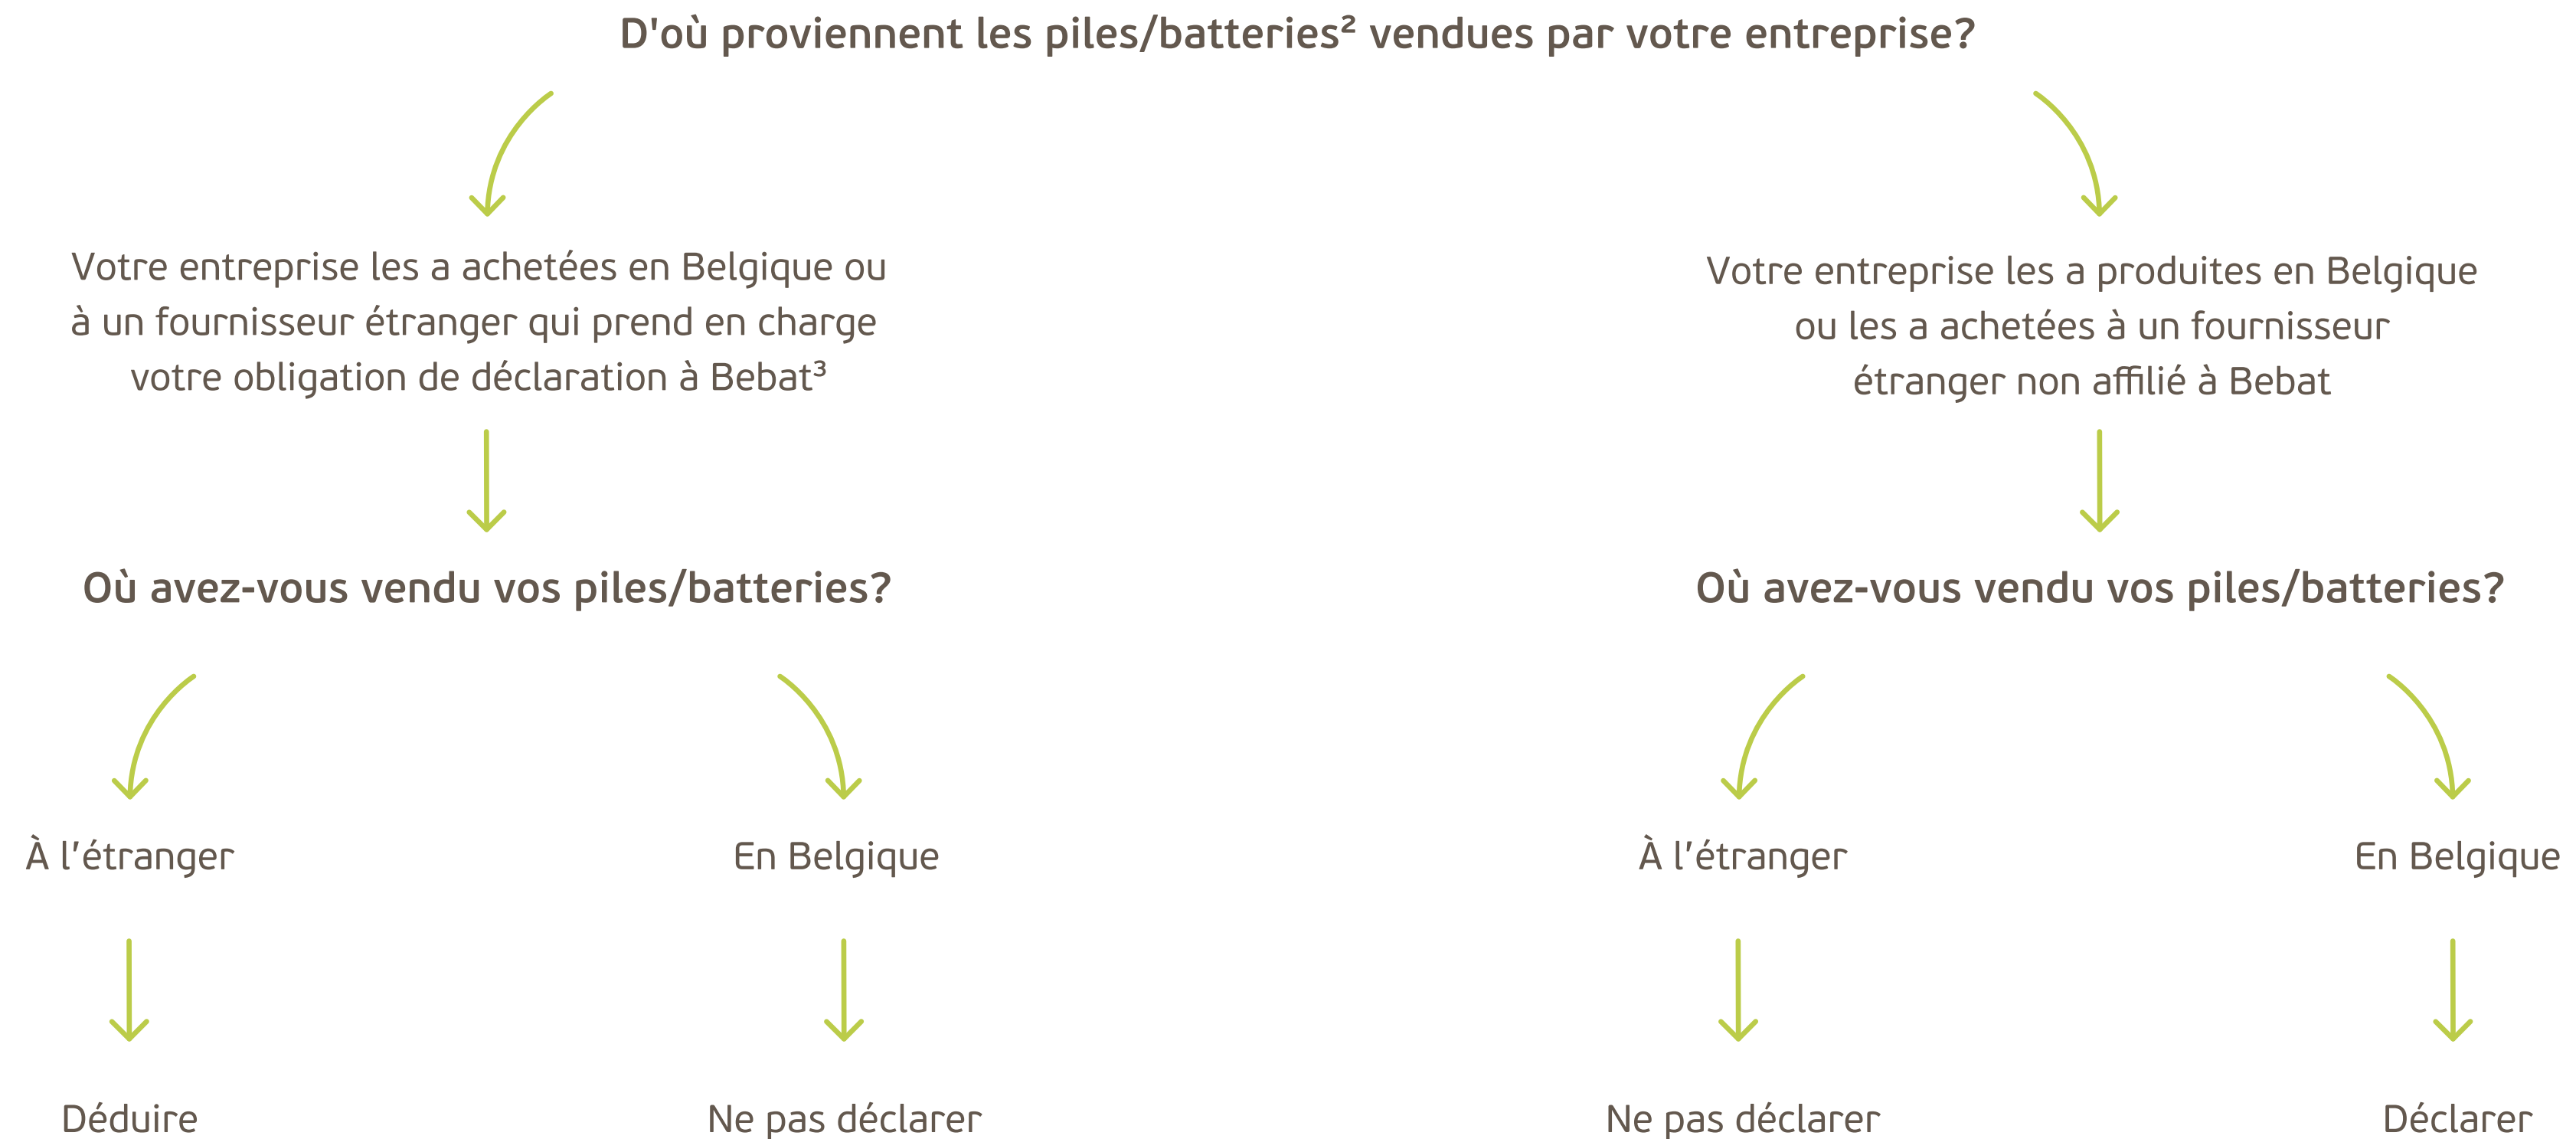 D'où proviennent les piles/batteries² vendues par votre entreprise?
Votre entreprise les a achetées en Belgique ou
à un fournisseur étranger qui prend en charge
votre obligation de déclaration à Bebat³
Votre entreprise les a produites en Belgique
ou les a achetées à un fournisseur
étranger non affilié à Bebat
Où avez-vous vendu vos piles/batteries?
Où avez-vous vendu vos piles/batteries?
À l’étranger
En Belgique
À l’étranger
En Belgique
Déduire
Ne pas déclarer
Ne pas déclarer
Déclarer